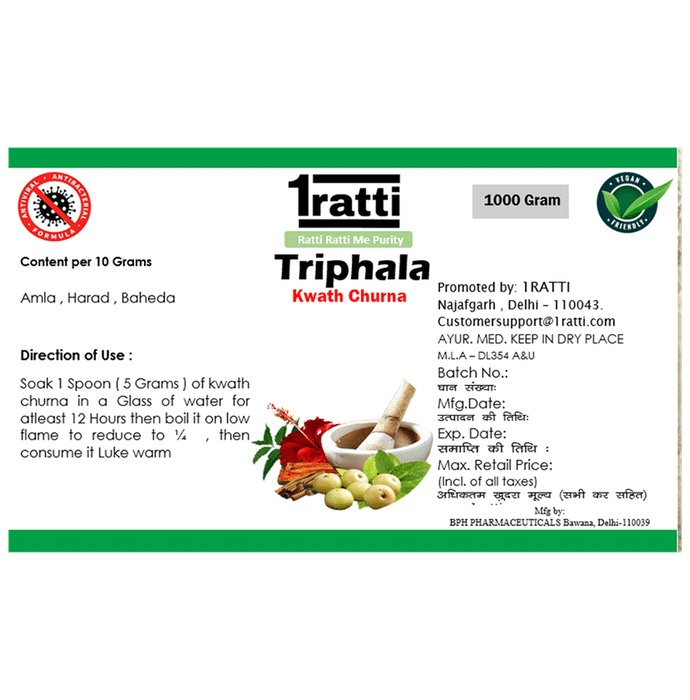 ANTIVIRAL • ANTIBACTERIAL
FORMULA
1ratti
Ratti Ratti Me Purity
Triphala
Kwath Churna
1000 Gram
VEGAN
FRIENDLY
Content per 10 Grams
Amla , Harad , Baheda
Direction of Use :
Soak 1 Spoon ( 5 Grams ) of kwath
churna in a Glass of water for
atleast 12 Hours then boil it on low
flame to reduce to ¼ , then
consume it Luke warm
Promoted by: 1RATTI
Najafgarh , Delhi – 110043.
Customersupport@1ratti.com
AYUR. MED. KEEP IN DRY PLACE
M.L.A – DL354 A&U
Batch No.:
घान संख्याः
Mfg.Date:
उत्पादन की तिथिः
Exp. Date:
समाप्ति की तिथि :
Max. Retail Price:
(Incl. of all taxes)
अधिकतम खुदरा मूल्य (सभी कर सहित)
Mfg by:
BPH PHARMACEUTICALS Bawana, Delhi-110039